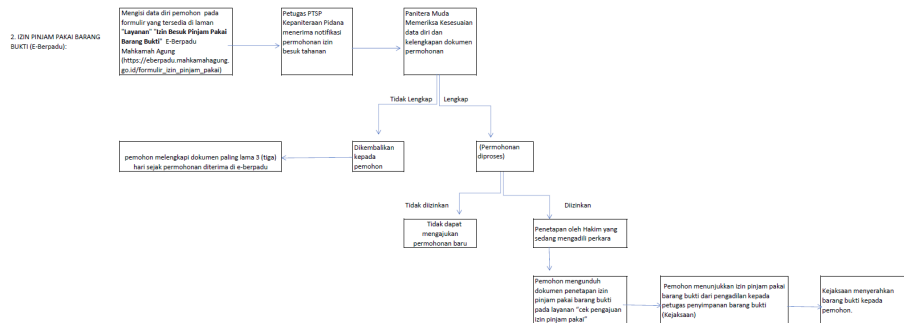 2. IZIN PINJAM PAKAI BARANG
BUKTI (E-Berpadu):
Mengisi data diri pemohon pada
formulir yang tersedia di laman
"Layanan" "Izin Besuk Pinjam Pakai
Barang Bukti" E-Berpadu
Mahkamah Agung
(https://eberpadu.mahkamahagung.
go.id/formulir_izin_pinjam_pakai)
Petugas PTSP
Kepaniteraan Pidana
menerima notifikasi
permohonan izin
besuk tahanan
Panitera Muda
Memeriksa Kesesuaian
data diri dan
kelengkapan dokumen
permohonan
Tidak Lengkap
Lengkap
pemohon melengkapi dokumen paling lama 3 (tiga)
hari sejak permohonan diterima di e-berpadu
Dikembalikan
kepada
pemohon
(Permohonan
diproses)
Tidak diizinkan
Diizinkan
Tidak dapat
mengajukan
permohonan baru
Penetapan oleh Hakim yang
sedang mengadili perkara
Pemohon mengunduh
dokumen penetapan izin
pinjam pakai barang bukti
pada layanan "cek pengajuan
izin pinjam pakai"
Pemohon menunjukkan izin pinjam pakai
barang bukti dari pengadilan kepada
petugas penyimpanan barang bukti
(Kejaksaan)
Kejaksaan menyerahkan
barang bukti kepada
pemohon.